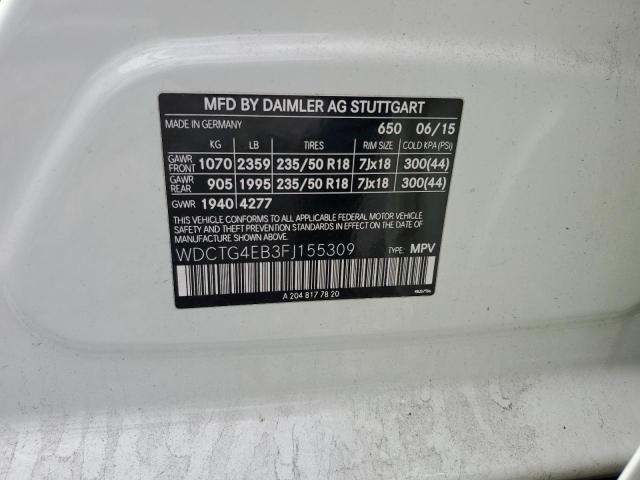 MFD BY DAIMLER AG STUTTGART
MADE IN GERMANY 650 06/15
KG LB TIRES RIM SIZE COLD KPA (PSI)
GAWR FRONT 1070 2359 235/50 R18 7Jx18 300(44)
GAWR REAR 905 1995 235/50 R18 7Jx18 300(44)
GVWR 1940 4277
THIS VEHICLE CONFORMS TO ALL APPLICABLE FEDERAL MOTOR VEHICLE
SAFETY AND THEFT PREVENTION STANDARDS IN EFFECT
ON THE DATE OF MANUFACTURE SHOWN ABOVE.
WDCTG4EB3FJ155309 TYPE: MPV
A 204 817 78 20